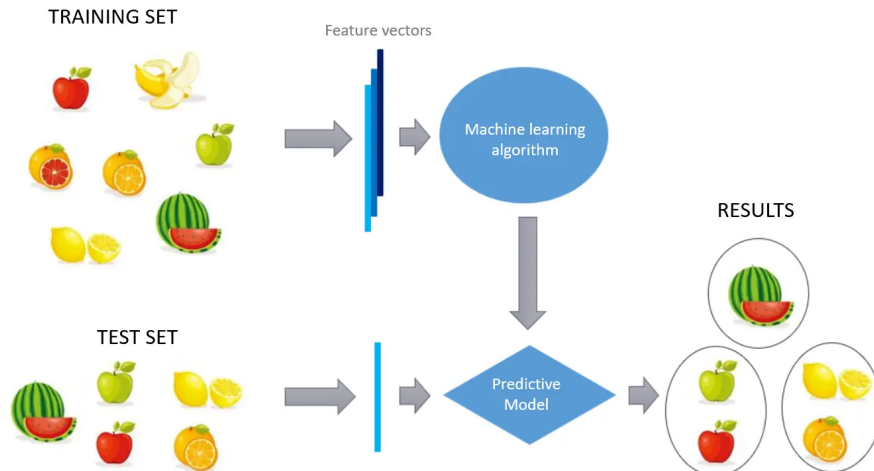 TRAINING SET
Feature vectors
Machine learning
algorithm
RESULTS
TEST SET
Predictive
Model